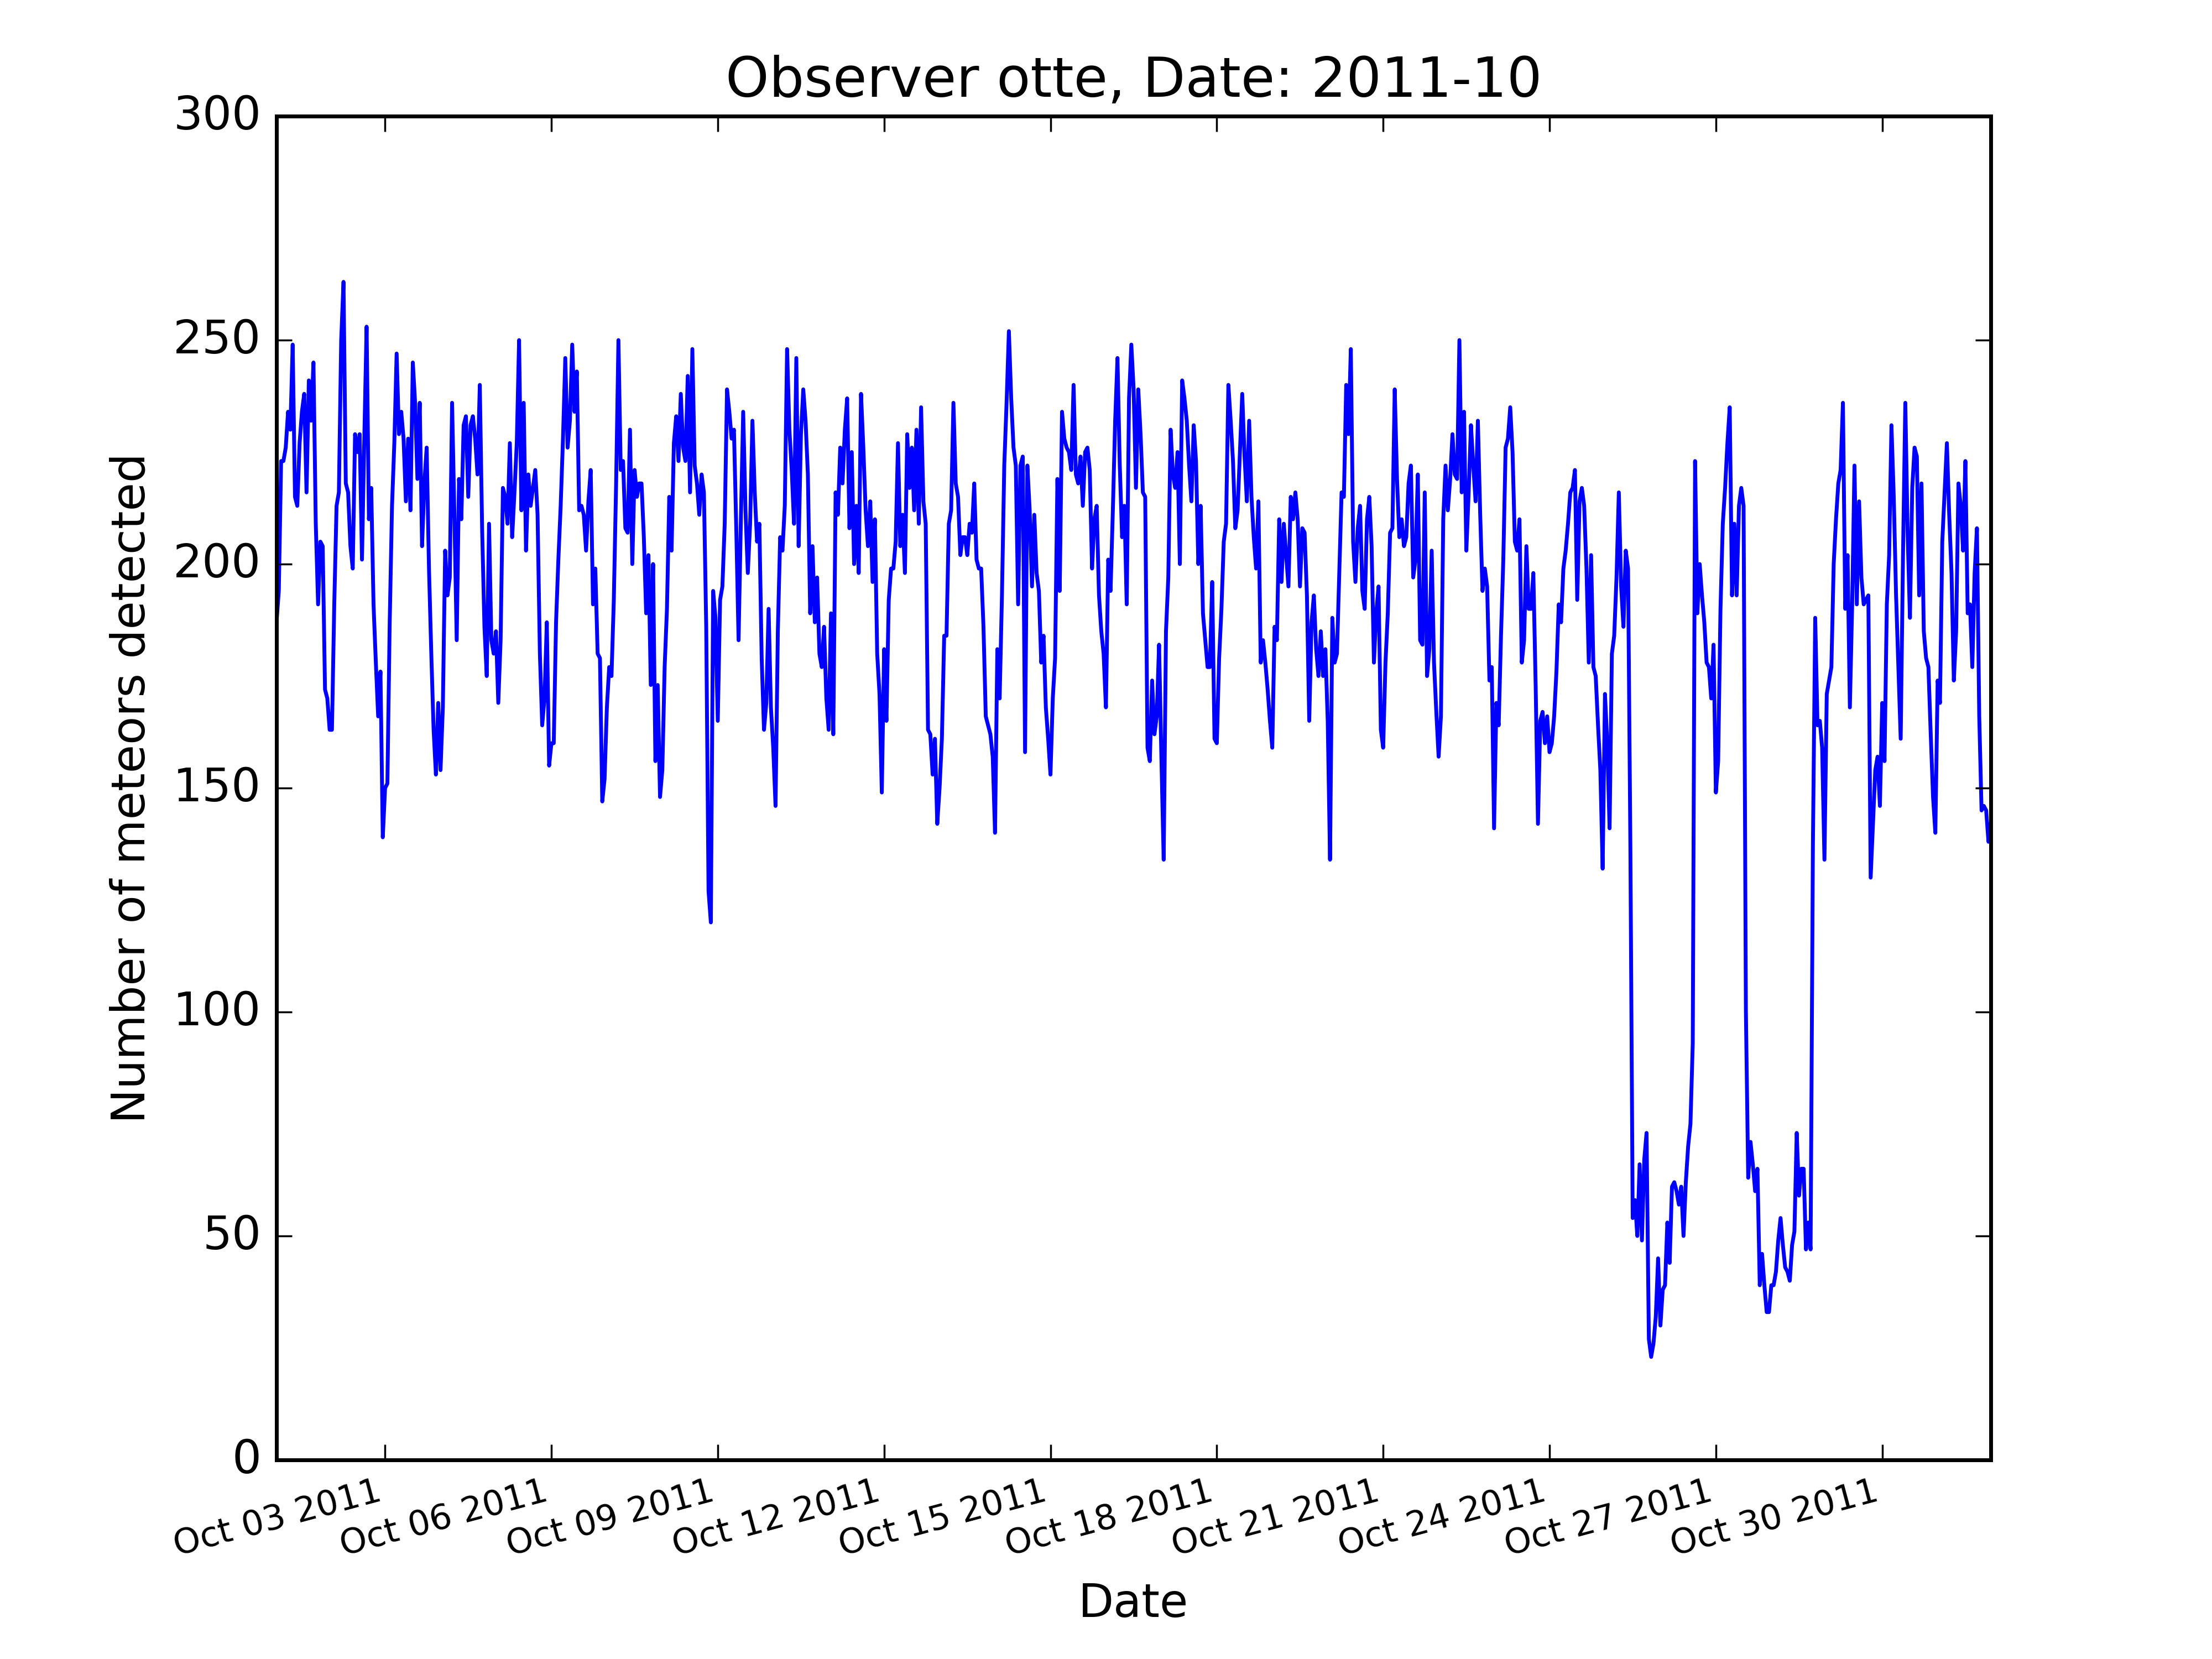 Observer otte, Date: 2011-10
300
250
200
150
100
50
0
Number of meteors detected
Oct 03 2011
Oct 06 2011
Oct 09 2011
Oct 12 2011
Oct 15 2011
Oct 18 2011
Oct 21 2011
Oct 24 2011
Oct 27 2011
Oct 30 2011
Date